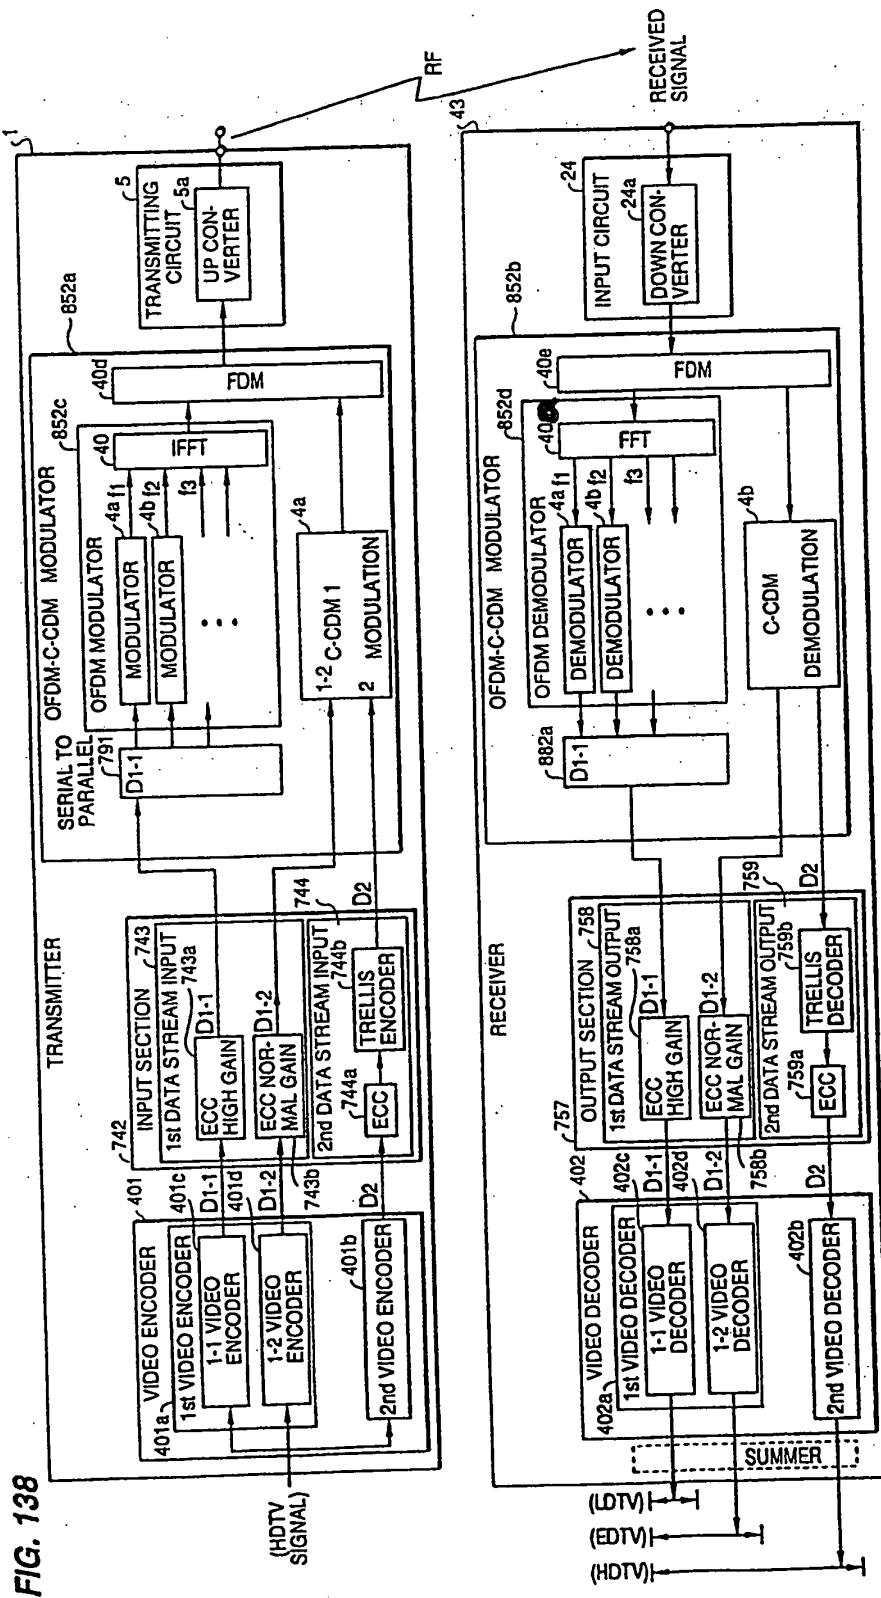 FIG. 138
TRANSMITTER
1
(HDTV
SIGNAL)
VIDEO ENCODER
401
401a
1st VIDEO ENCODER
401c
1-1 VIDEO
ENCODER
401d
1-2 VIDEO
ENCODER
401b
2nd VIDEO ENCODER
D1-1
D1-2
D2
742
INPUT SECTION
743
1st DATA STREAM INPUT
743a
ECC
HIGH GAIN
ECC NOR-
MAL GAIN
743b
D1-1
D1-2
744
2nd DATA STREAM INPUT
744a
744b
ECC
TRELLIS
ENCODER
D2
OFDM-C-CDM MODULATOR
852a
SERIAL TO
PARALLEL
791
D1-1
OFDM MODULATOR
852c
4a
MODULATOR
4b
MODULATOR
f1
f2
f3
40
IFFT
40d
FDM
4a
1-2
C-CDM 1
2
MODULATION
5
TRANSMITTING
CIRCUIT
5a
UP CON-
VERTER
RF
RECEIVED
SIGNAL
RECEIVER
43
VIDEO DECODER
402
402a
1st VIDEO DECODER
402c
1-1 VIDEO
DECODER
402d
1-2 VIDEO
DECODER
402b
2nd VIDEO DECODER
SUMMER
(LDTV)
(EDTV)
(HDTV)
D1-1
D1-2
D2
757
OUTPUT SECTION
758
1st DATA STREAM OUTPUT
758a
ECC
HIGH GAIN
ECC NOR-
MAL GAIN
758b
D1-1
D1-2
759
2nd DATA STREAM OUTPUT
759a
759b
ECC
TRELLIS
DECODER
D2
OFDM-C-CDM MODULATOR
852b
882a
D1-1
OFDM DEMODULATOR
852d
4a
DEMODULATOR
4b
DEMODULATOR
f1
f2
f3
FFT
40e
FDM
4b
C-CDM
DEMODULATION
24
INPUT CIRCUIT
24a
DOWN CON-
VERTER